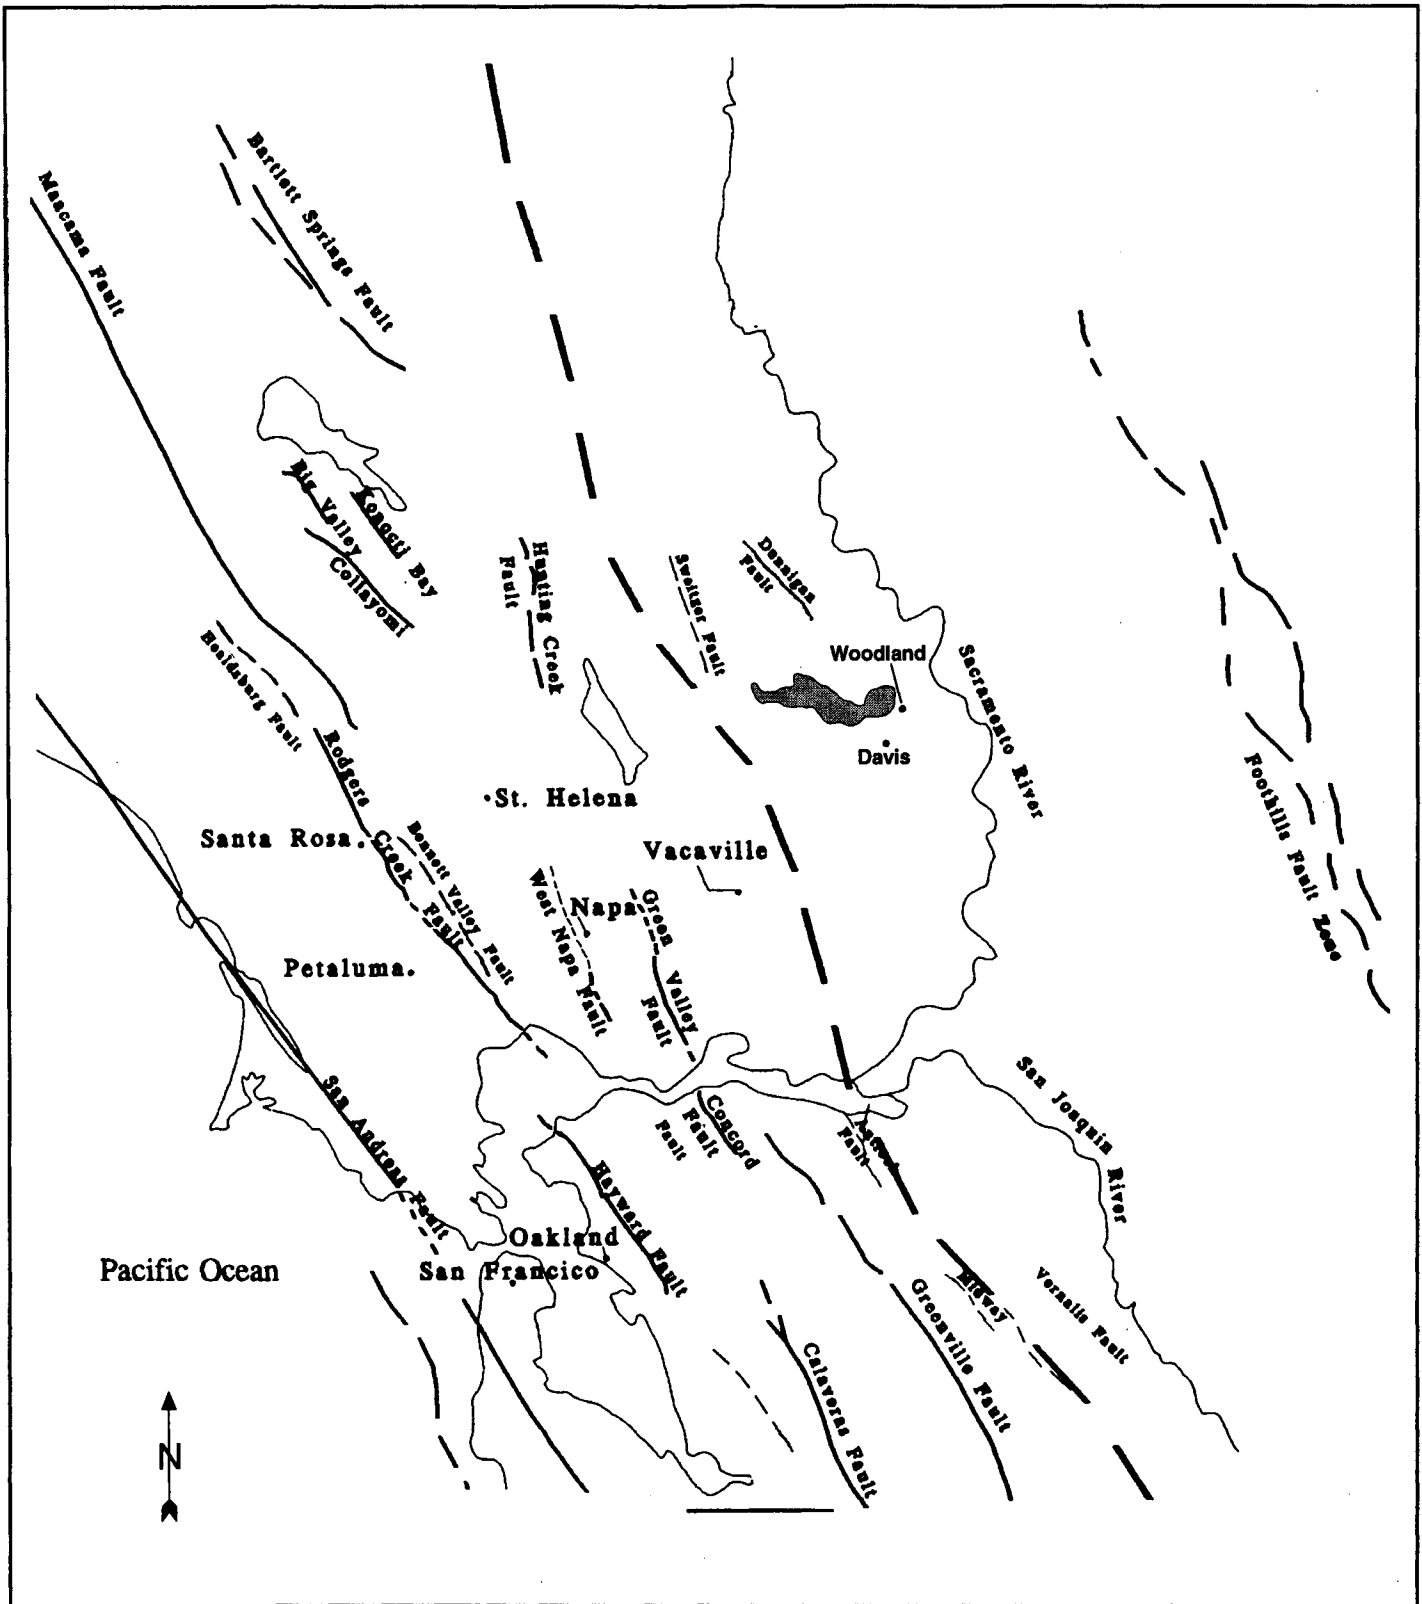 Bartlett Springs Fault
Maacama Fault
Big Valley
Konocti Bay
Collayomi
Hunting Creek
Fault
Sweitzer Fault
Dunnigan
Fault
Healdsburg Fault
Woodland
Sacramento River
Davis
Rodgers
Creek
Fault
St. Helena
Santa Rosa
Bennett Valley Fault
Vacaville
Foothills Fault Zone
West Napa Fault
Napa
Green
Valley
Fault
Petaluma
San Andreas Fault
San Joaquin
River
Concord
Fault
Fault
Antioch
Fault
Hayward Fault
Oakland
San Francico
Pacific Ocean
Midway
Vernalis Fault
Greenville Fault
Calaveras Fault
N